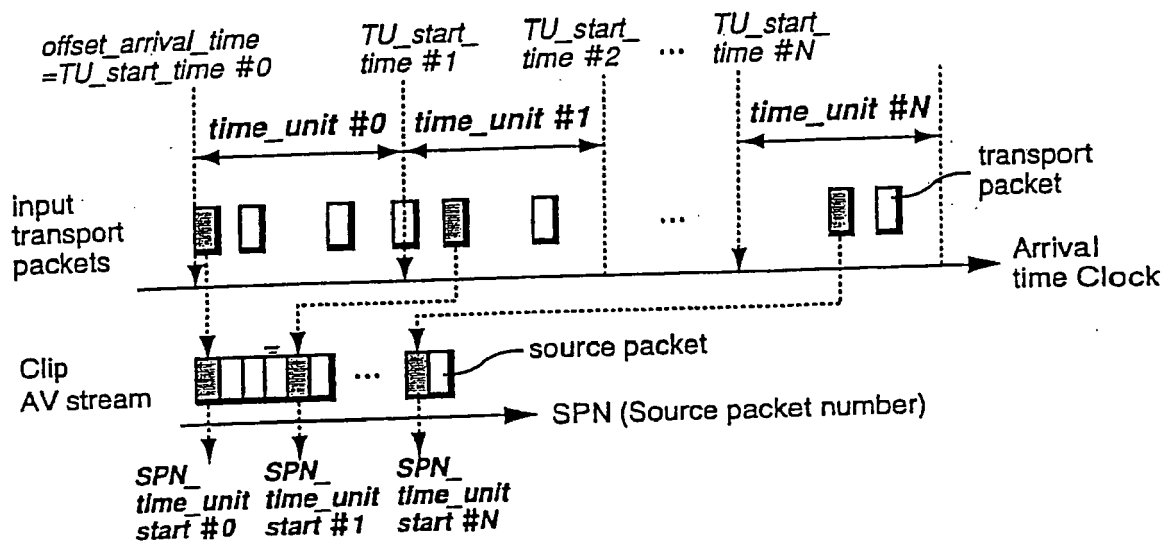 offset_arrival_time
=TU_start_time #0
TU_start_
time #1
TU_start_
time #2
...
TU_start_
time #N
time_unit #0
time_unit #1
time_unit #N
transport
packet
input
transport
packets
...
Arrival
time Clock
Clip
AV stream
...
source packet
SPN (Source packet number)
SPN_
time_unit
start #0
SPN_
time_unit
start #1
SPN_
time_unit
start #N